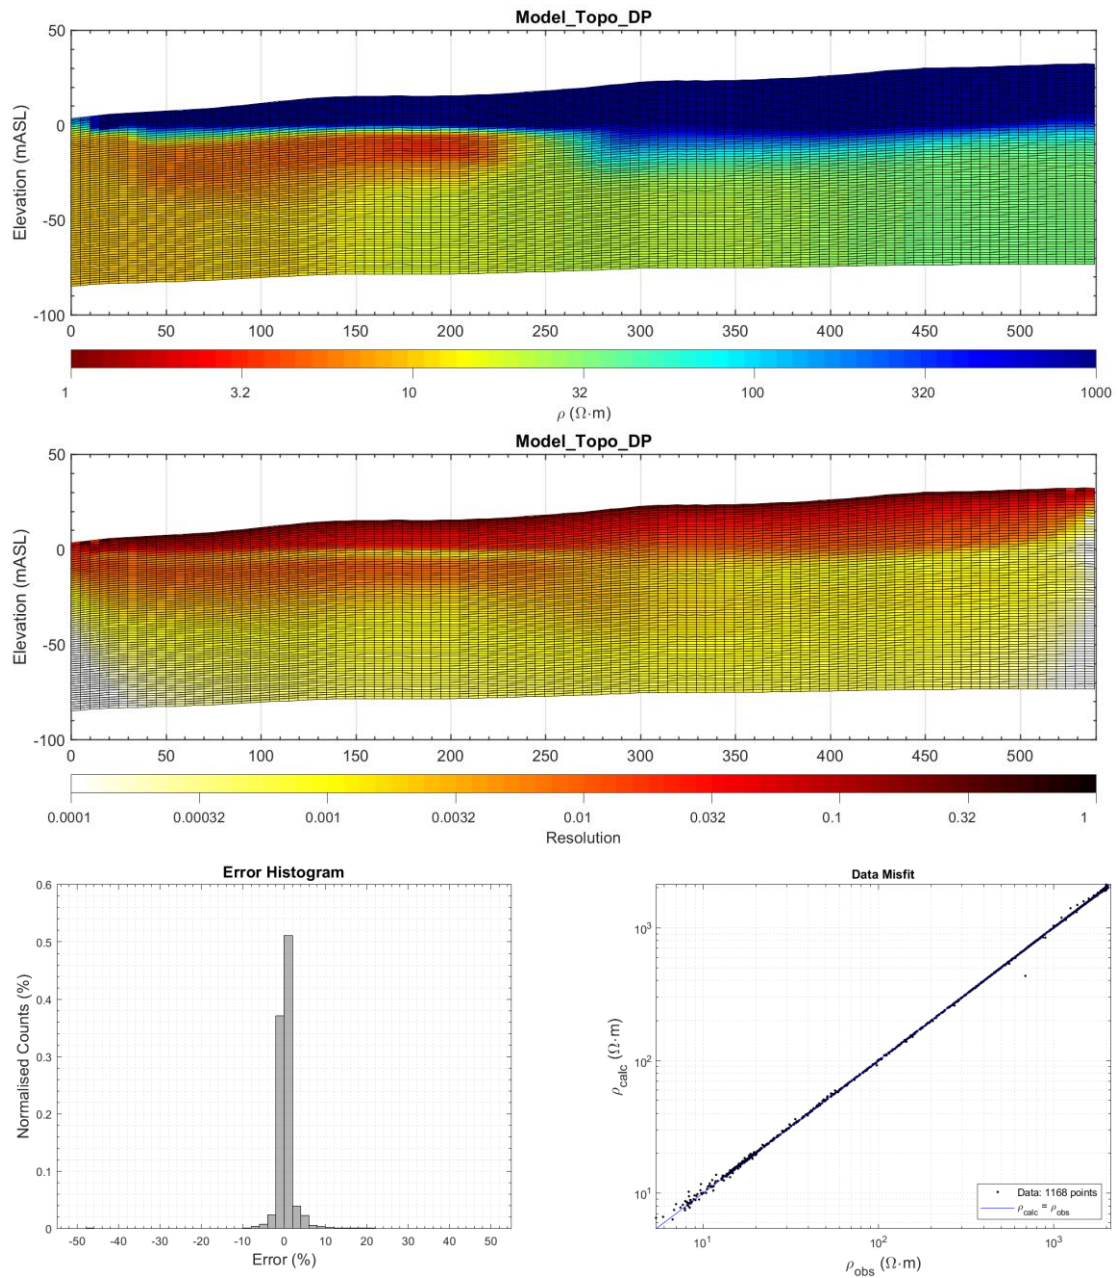 Model_Topo_DP
50
0
-50
-100
Elevation (mASL)
0 50 100 150 200 250 300 350 400 450 500
1 3.2 10 32 100 320 1000
ρ (Ω·m)
Model_Topo_DP
50
0
-50
-100
Elevation (mASL)
0 50 100 150 200 250 300 350 400 450 500
0.0001 0.00032 0.001 0.0032 0.01 0.032 0.1 0.32 1
Resolution
Error Histogram
0.6
0.5
0.4
0.3
0.2
0.1
0
Normalised Counts (%)
-50 -40 -30 -20 -10 0 10 20 30 40 50
Error (%)
Data Misfit
10³
10²
10¹
ρcalc (Ω·m)
10¹ 10² 10³
ρobs (Ω·m)
Data: 1168 points
ρcalc = ρobs